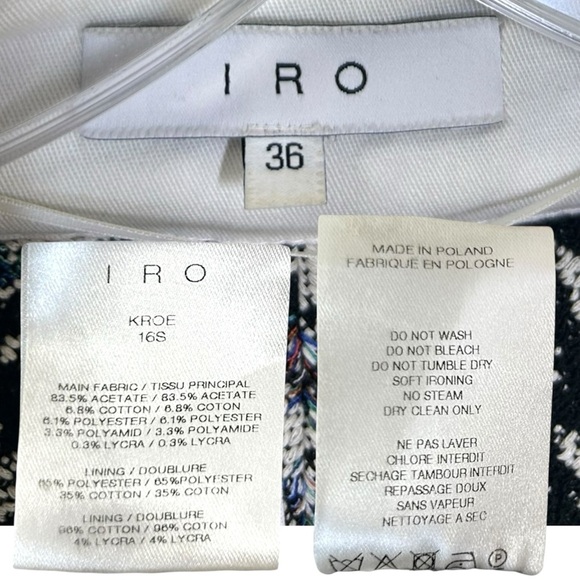 IRO
36
IRO
KROE
16S
MAIN FABRIC / TISSU PRINCIPAL
83.5% ACETATE / 83.5% ACETATE
6.8% COTTON / 6.8% COTON
6.1% POLYESTER / 6.1% POLYESTER
3.3% POLYAMID / 3.3% POLYAMIDE
0.3% LYCRA / 0.3% LYCRA
LINING / DOUBLURE
65% POLYESTER / 65%POLYESTER
35% COTON / 35% COTON
LINING / DOUBLURE
96% COTTON / 96% COTON
4% LYCRA / 4% LYCRA
MADE IN POLAND
FABRIQUE EN POLOGNE
DO NOT WASH
DO NOT BLEACH
DO NOT TUMBLE DRY
SOFT IRONING
NO STEAM
DRY CLEAN ONLY
NE PAS LAVER
CHLORE INTERDIT
SECHAGE TAMBOUR INTERDIT
REPASSAGE DOUX
SANS VAPEUR
NETTOYAGE A SEC
P